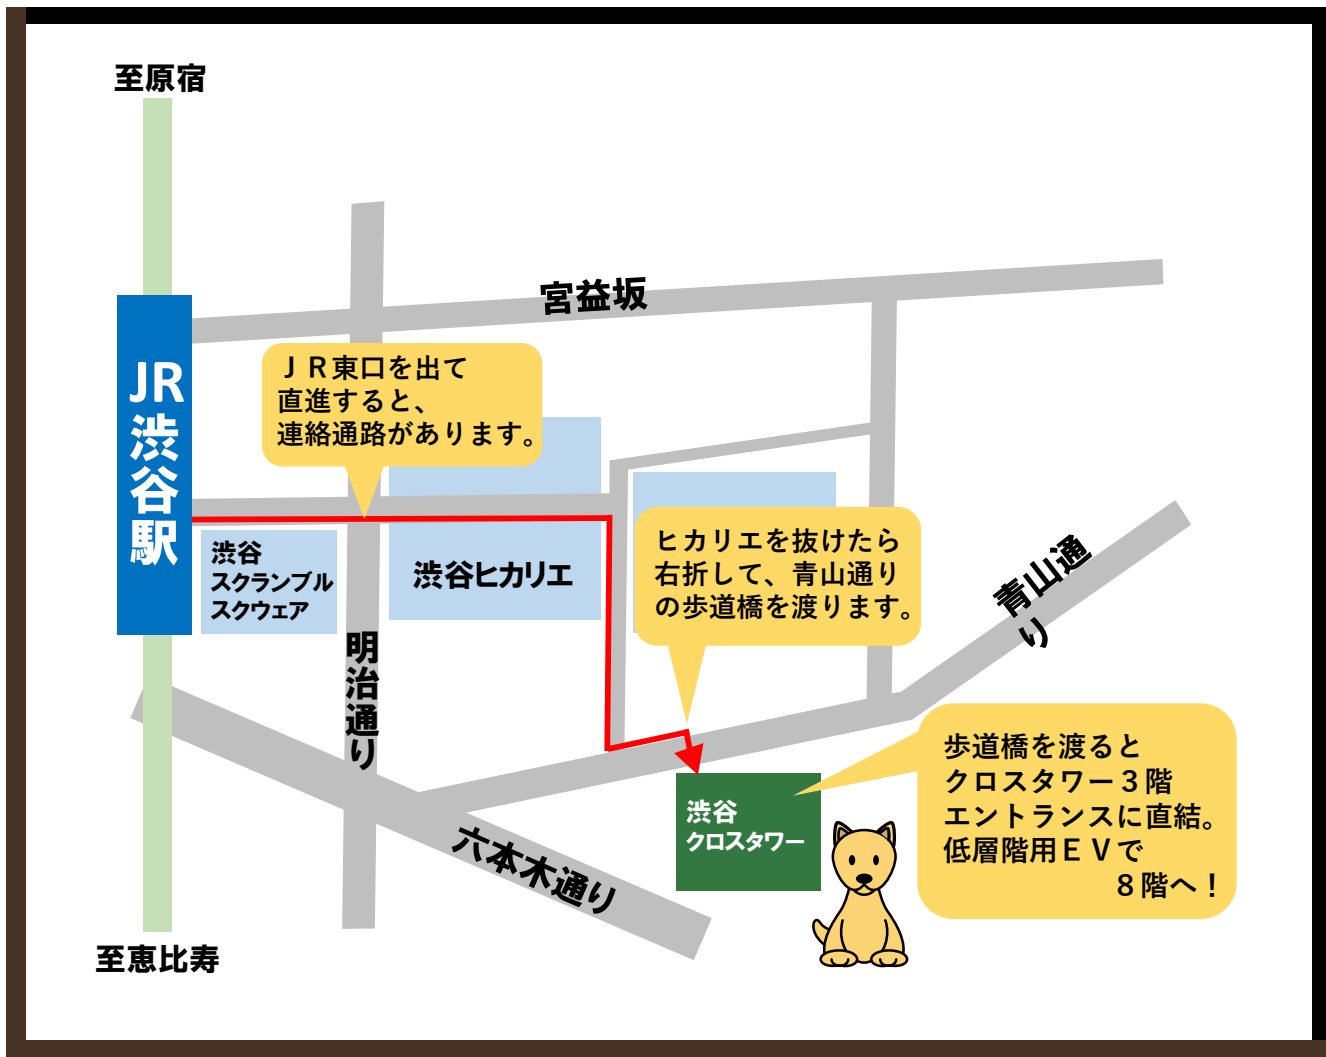 至原宿
宮益坂
JR
渋谷駅
ＪＲ東口を出て
直進すると、
連絡通路があります。
ヒカリエを抜けたら
右折して、青山通り
の歩道橋を渡ります。
渋谷
スクランブル
スクウェア
渋谷ヒカリエ
青山通
り
明治通り
歩道橋を渡ると
クロスタワー３階
エントランスに直結。
低層階用ＥＶで
８階へ！
渋谷
クロスタワー
六本木通り
至恵比寿